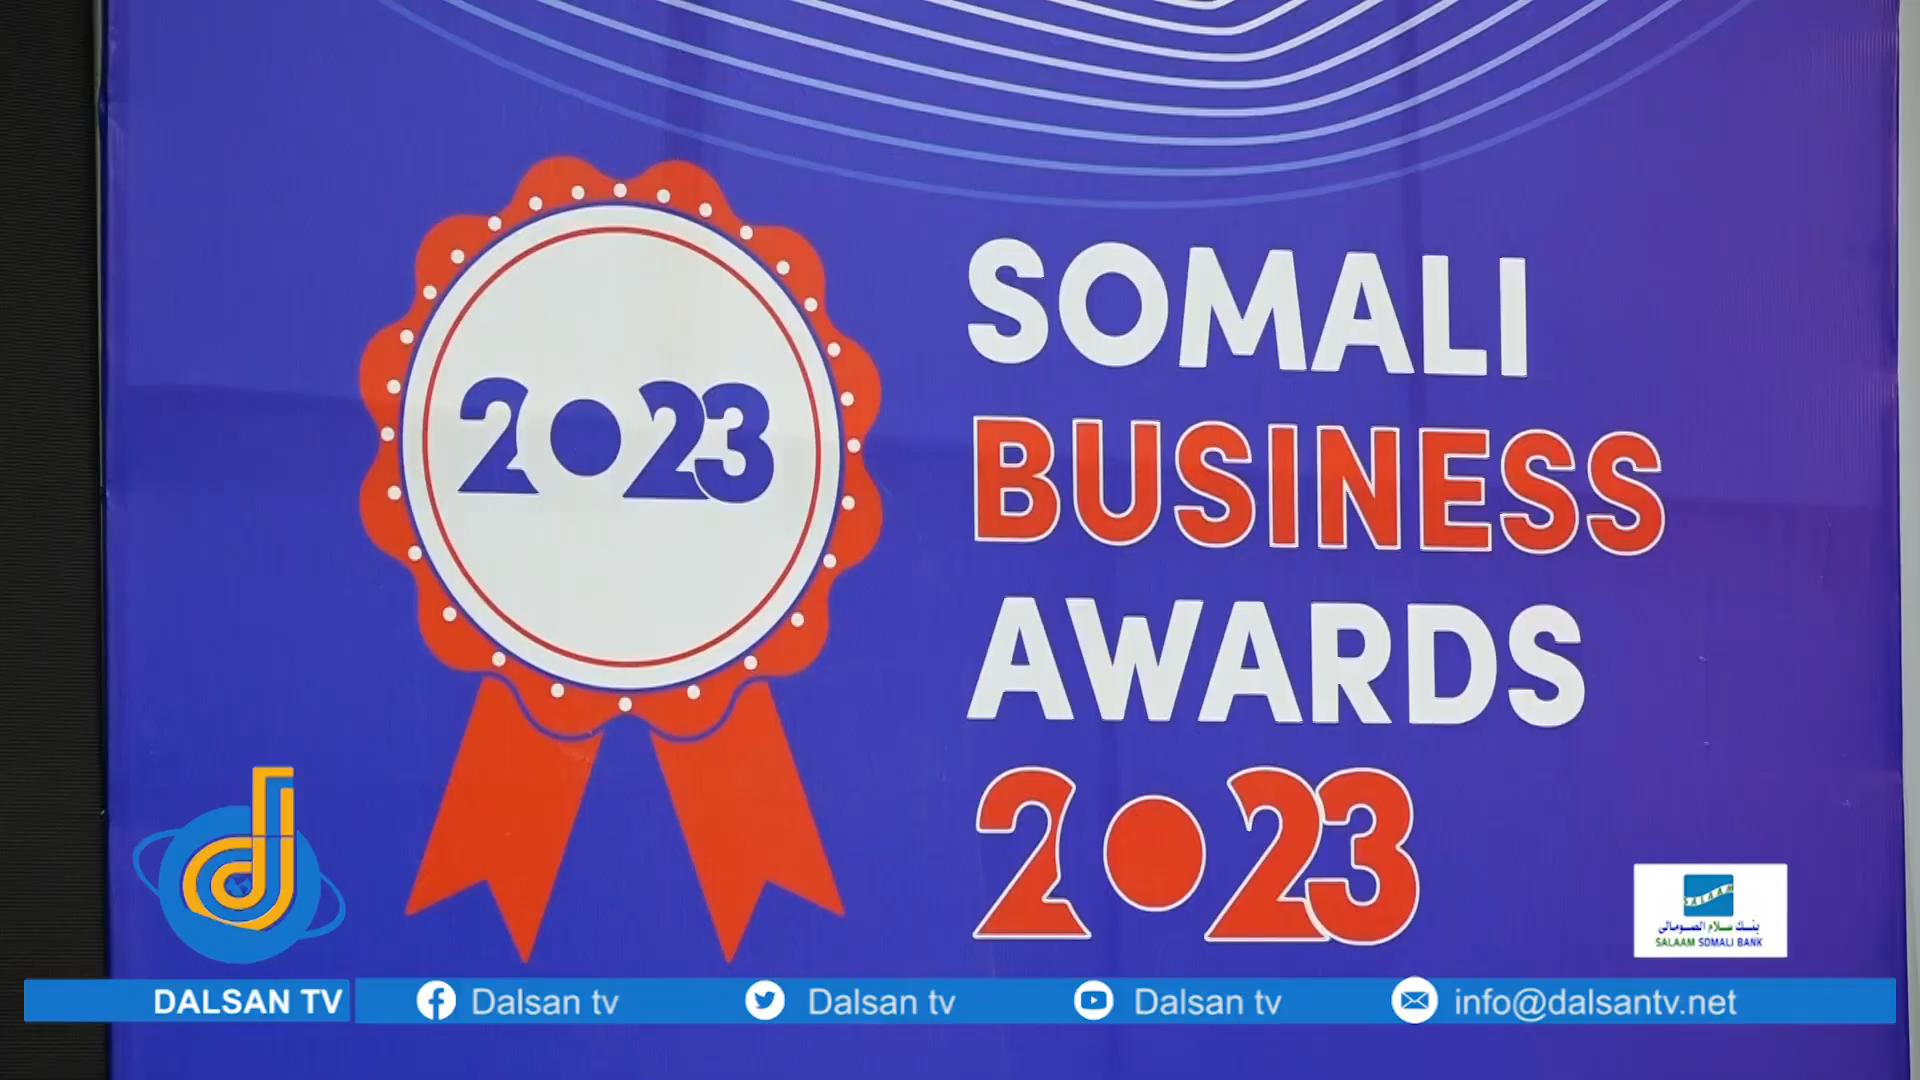 2023
SOMALI
BUSINESS
AWARDS
2023
SALAAM
بنك سلام الصومالي
SALAAM SOMALI BANK
DALSAN TV
Dalsan tv
Dalsan tv
Dalsan tv
info@dalsantv.net